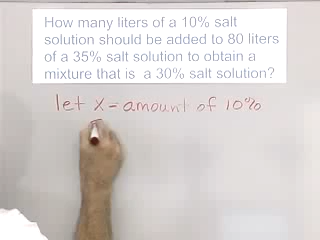 How many liters of a 10% salt
solution should be added to 80 liters
of a 35% salt solution to obtain a
mixture that is a 30% salt solution?
let x = amount of 10%